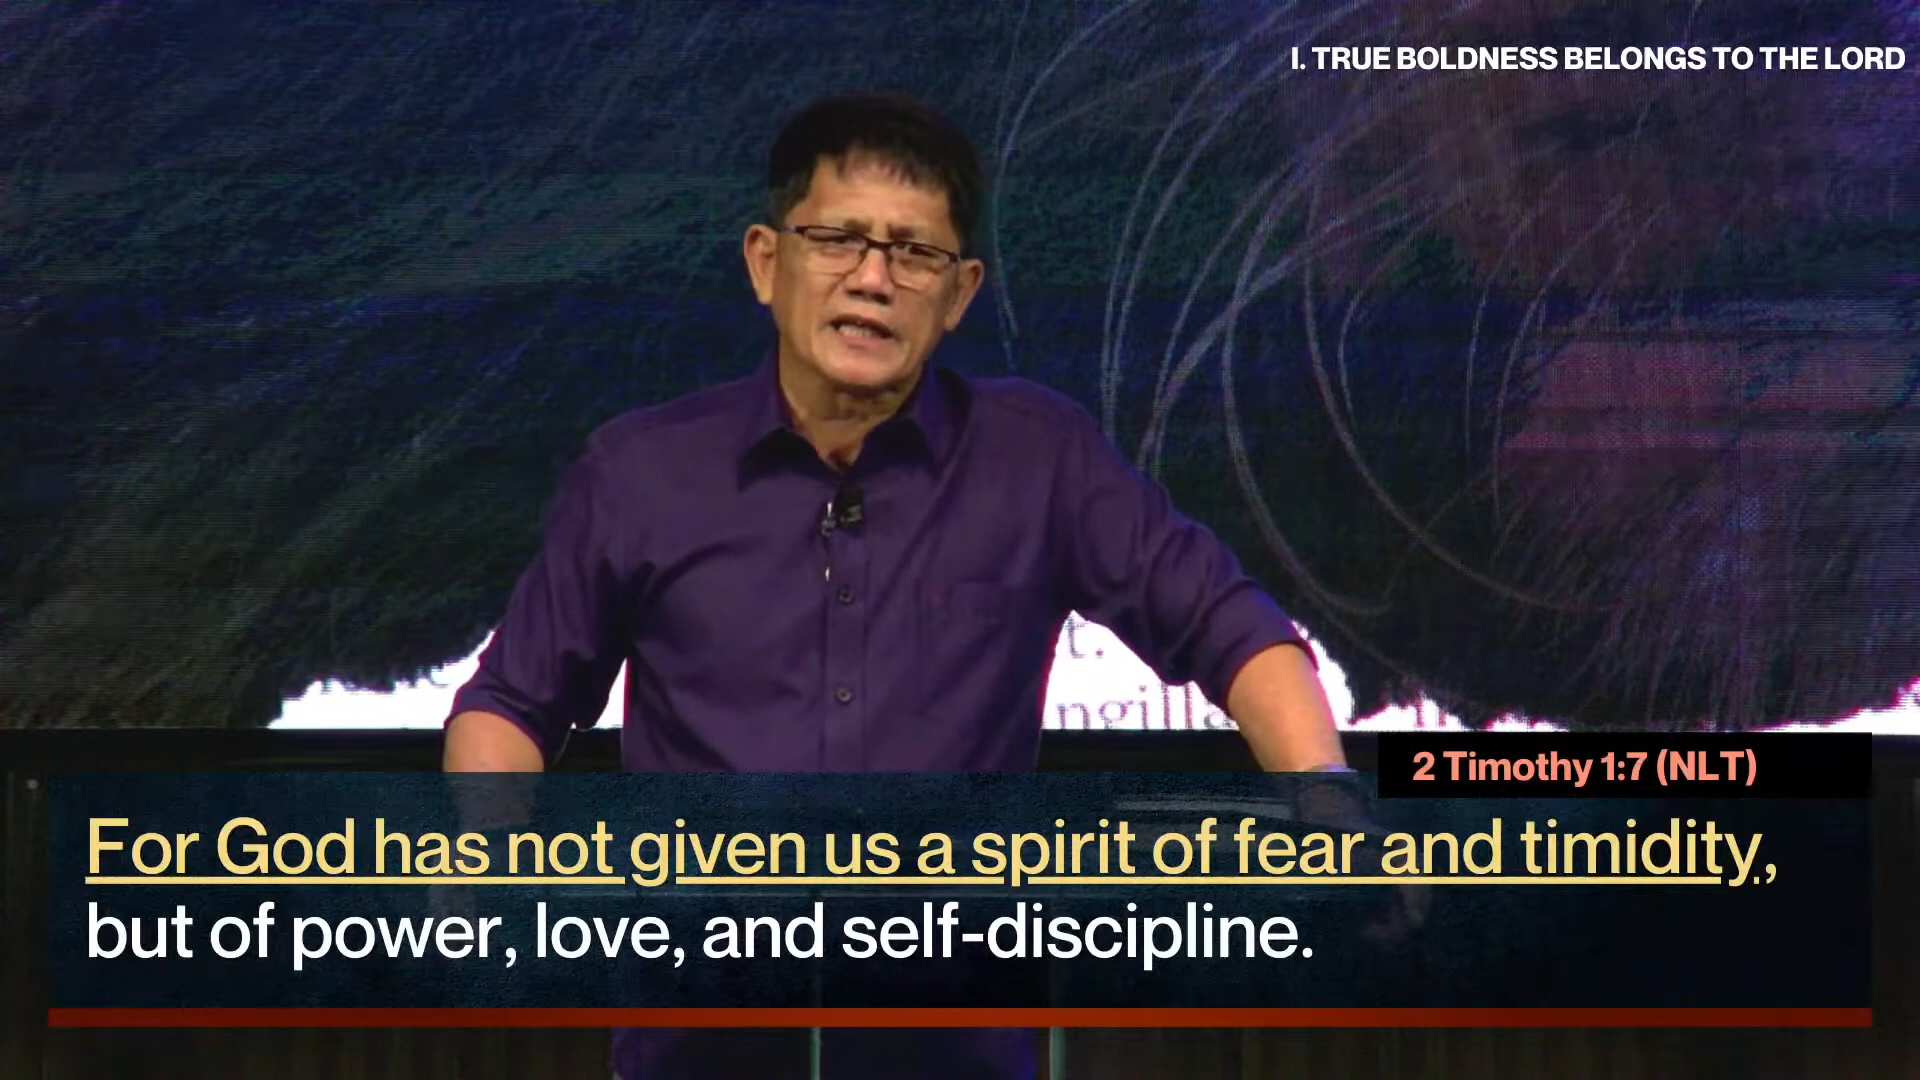 I. TRUE BOLDNESS BELONGS TO THE LORD
t.
2 Timothy 1:7 (NLT)
For God has not given us a spirit of fear and timidity,
but of power, love, and self-discipline.